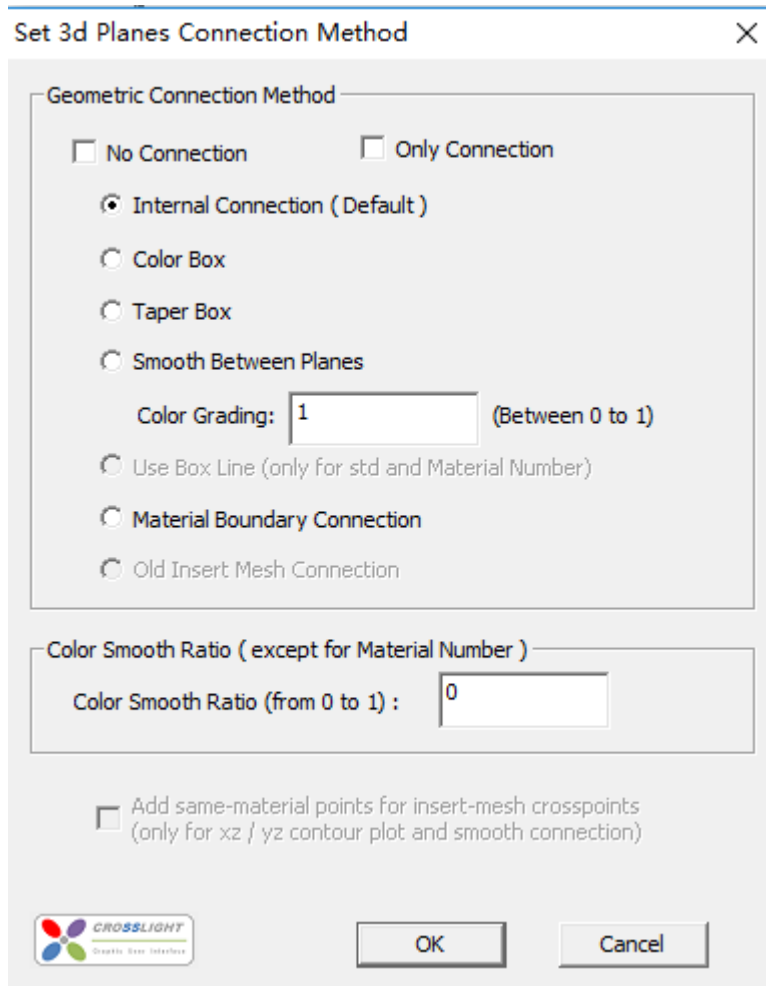 Set 3d Planes Connection Method
Geometric Connection Method
No Connection
Only Connection
Internal Connection ( Default )
Color Box
Taper Box
Smooth Between Planes
Color Grading: 1 (Between 0 to 1)
Use Box Line (only for std and Material Number)
Material Boundary Connection
Old Insert Mesh Connection
Color Smooth Ratio ( except for Material Number )
Color Smooth Ratio (from 0 to 1) : 0
Add same-material points for insert-mesh crosspoints
(only for xz / yz contour plot and smooth connection)
CROSSLIGHT
Graphic User Interface
OK
Cancel